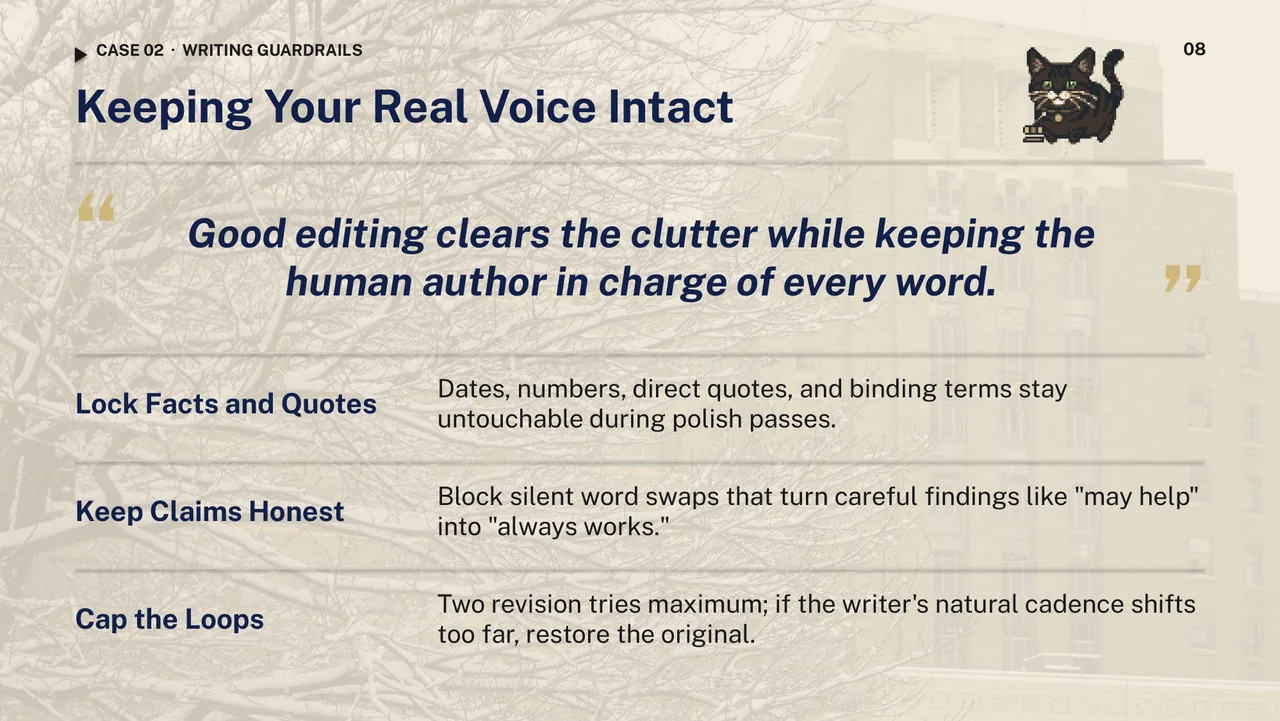 CASE 02 · WRITING GUARDRAILS
08
Keeping Your Real Voice Intact
“
Good editing clears the clutter while keeping the
human author in charge of every word.
”
Lock Facts and Quotes
Dates, numbers, direct quotes, and binding terms stay
untouchable during polish passes.
Keep Claims Honest
Block silent word swaps that turn careful findings like "may help"
into "always works."
Cap the Loops
Two revision tries maximum; if the writer's natural cadence shifts
too far, restore the original.